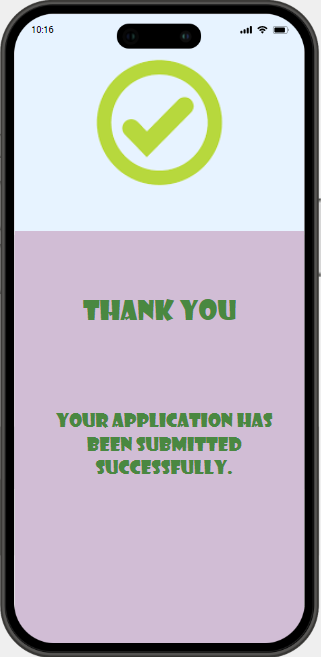 10:16
THANK YOU
YOUR APPLICATION HAS
BEEN SUBMITTED
SUCCESSFULLY.